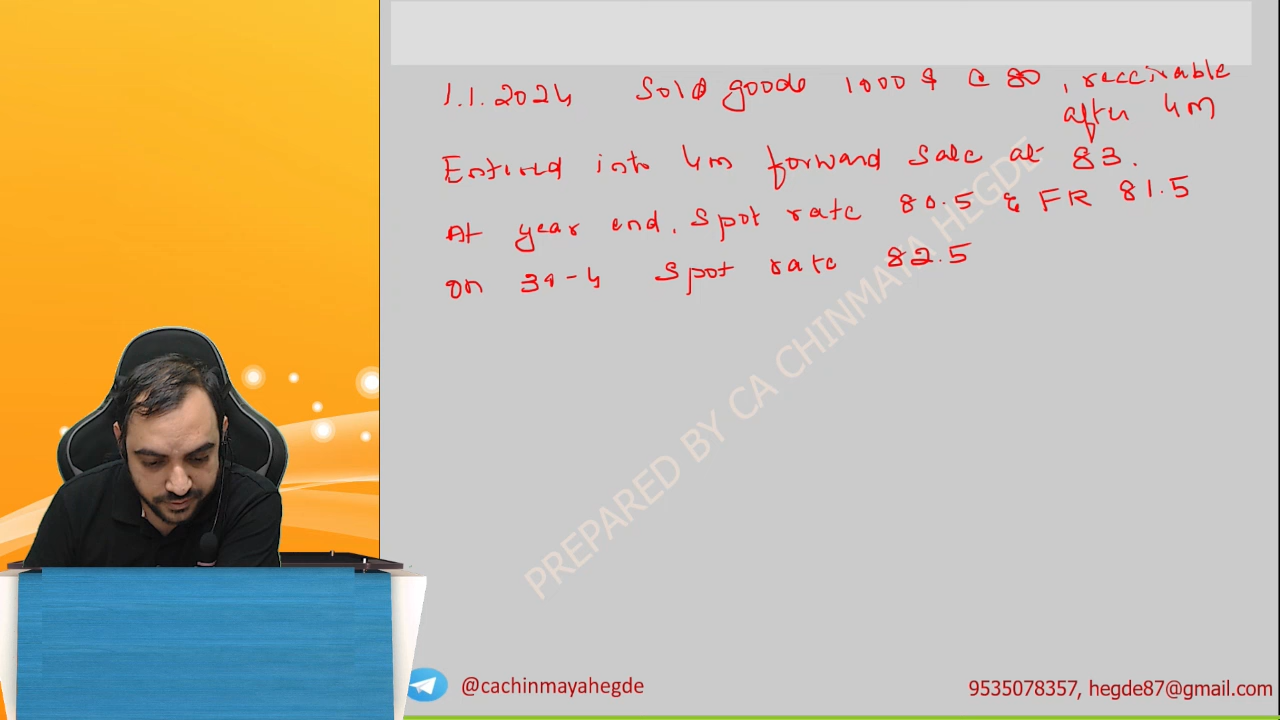 1.1.2024 Sold goods 1000 $ @ 80, receivable
after 4m
Entered into 4m forward Sale at 83.
At year end, Spot rate 80.5 & FR 81.5
on 30-4 Spot rate 82.5
PREPARED BY CA CHINMAYA HEGDE
@cachinmayahegde
9535078357, hegde87@gmail.com